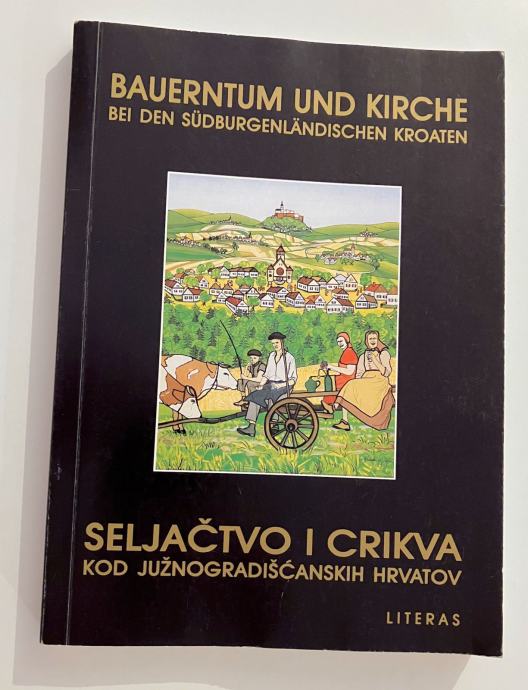 BAUERNTUM UND KIRCHE
BEI DEN SÜDBURGENLÄNDISCHEN KROATEN
SELJAČTVO I CRIKVA
KOD JUŽNOGRADIŠĆANSKIH HRVATOV
LITERAS